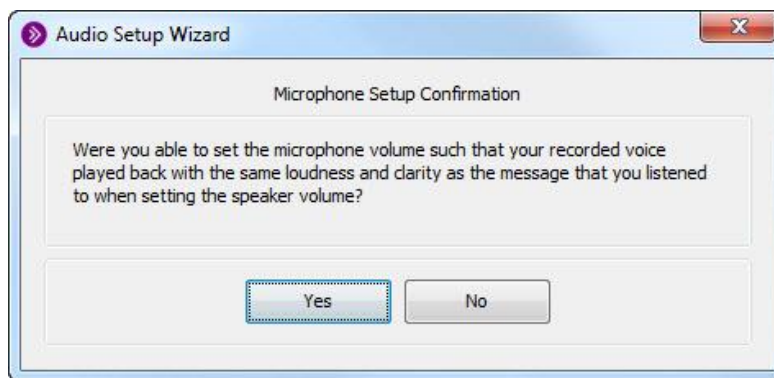 Audio Setup Wizard
Microphone Setup Confirmation
Were you able to set the microphone volume such that your recorded voice
played back with the same loudness and clarity as the message that you listened
to when setting the speaker volume?
Yes No